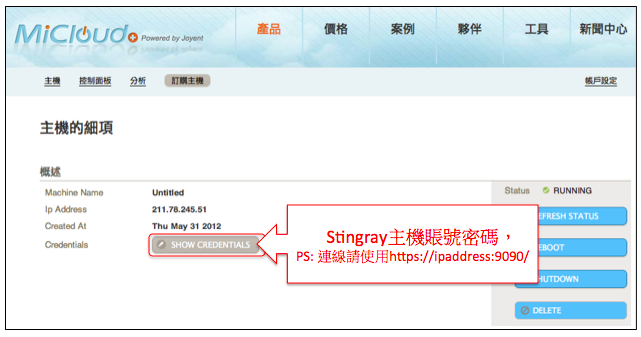 MiCloud Powered by Joyent
產品 價格 案例 夥伴 工具 新聞中心
主機 控制面板 分析 訂購主機 帳戶設定
主機的細項
概述
Machine Name Untitled
Ip Address 211.78.245.51
Created At Thu May 31 2012
Credentials SHOW CREDENTIALS
Stingray主機賬號密碼，
PS: 連線請使用https://ipaddress:9090/
Status RUNNING
EFRESH STATUS
EBOOT
HUTDOWN
DELETE